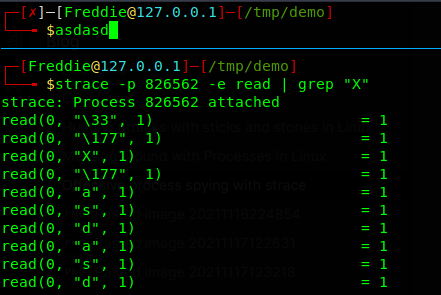 [✗]─[Freddie@127.0.0.1]─[/tmp/demo]
$asdasd
[Freddie@127.0.0.1]─[/tmp/demo]
$strace -p 826562 -e read | grep "X"
strace: Process 826562 attached
read(0, "\33", 1) = 1
read(0, "\177", 1) = 1
read(0, "X", 1) = 1
read(0, "\177", 1) = 1
read(0, "a", 1) = 1
read(0, "s", 1) = 1
read(0, "d", 1) = 1
read(0, "a", 1) = 1
read(0, "s", 1) = 1
read(0, "d", 1) = 1